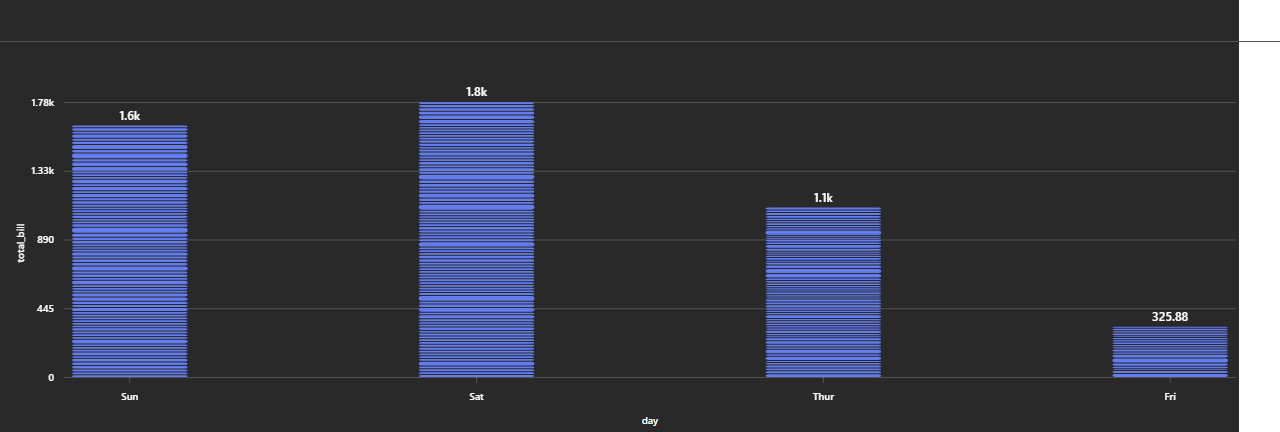 1.8k
1.78k
1.6k
1.33k
1.1k
total_bill
890
445
325.88
0
Sun
Sat
Thur
Fri
day